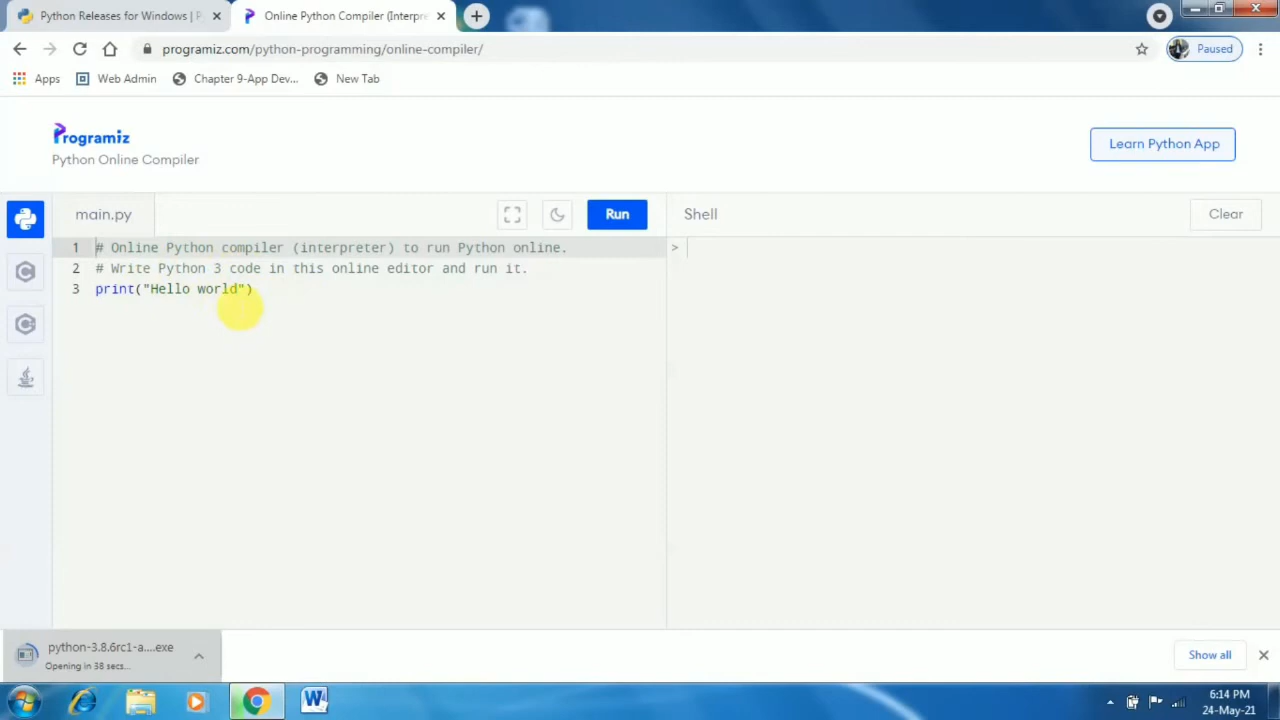 Python Releases for Windows | P
Online Python Compiler (Interpre
programiz.com/python-programming/online-compiler/
Paused
Apps
Web Admin
Chapter 9-App Dev...
New Tab
Programiz
Python Online Compiler
Learn Python App
main.py
Run
Shell
Clear
1 # Online Python compiler (interpreter) to run Python online.
2 # Write Python 3 code in this online editor and run it.
3 print("Hello world")
>
python-3.8.6rc1-a....exe
Opening in 38 secs...
Show all
6:14 PM
24-May-21